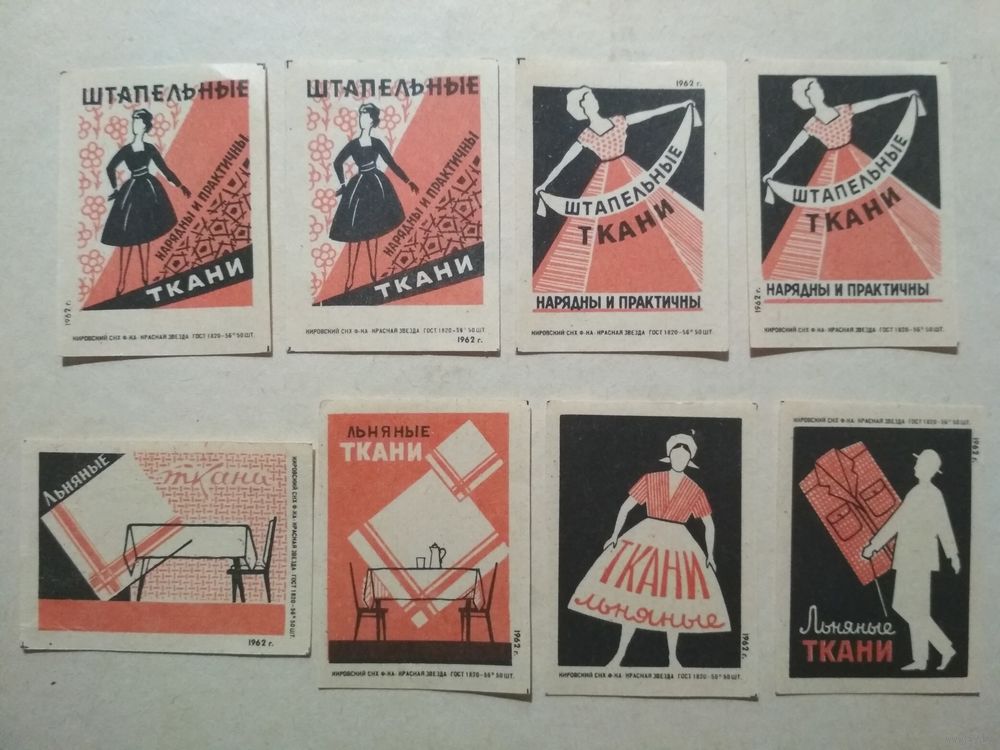 ШТАПЕЛЬНЫЕ
НАРЯДНЫ И ПРАКТИЧНЫ
ТКАНИ
1962 г.
КИРОВСКИЙ СНХ Ф-КА КРАСНАЯ ЗВЕЗДА ГОСТ 1820-56* 50 ШТ.
ШТАПЕЛЬНЫЕ
НАРЯДНЫ И ПРАКТИЧНЫ
ТКАНИ
КИРОВСКИЙ СНХ Ф-КА КРАСНАЯ ЗВЕЗДА ГОСТ 1820-56* 50 ШТ.
1962 г.
1962 г.
ШТАПЕЛЬНЫЕ
ТКАНИ
НАРЯДНЫ И ПРАКТИЧНЫ
КИРОВСКИЙ СНХ Ф-КА КРАСНАЯ ЗВЕЗДА ГОСТ 1820-56* 50 ШТ.
ШТАПЕЛЬНЫЕ
ТКАНИ
НАРЯДНЫ И ПРАКТИЧНЫ
1962 г.
КИРОВСКИЙ СНХ Ф-КА КРАСНАЯ ЗВЕЗДА ГОСТ 1820-56* 50 ШТ.
ЛЬНЯНЫЕ
ткани
КИРОВСКИЙ СНХ Ф-КА КРАСНАЯ ЗВЕЗДА ГОСТ 1820-56* 50 ШТ.
1962 г.
ЛЬНЯНЫЕ
ТКАНИ
1962 г.
КИРОВСКИЙ СНХ Ф-КА КРАСНАЯ ЗВЕЗДА ГОСТ 1820-56* 50 ШТ.
ТКАНИ
льняные
1962 г.
КИРОВСКИЙ СНХ Ф-КА КРАСНАЯ ЗВЕЗДА ГОСТ 1820-56* 50 ШТ.
КИРОВСКИЙ СНХ Ф-КА КРАСНАЯ ЗВЕЗДА ГОСТ 1820-56* 50 ШТ.
1962 г.
Льняные
ТКАНИ